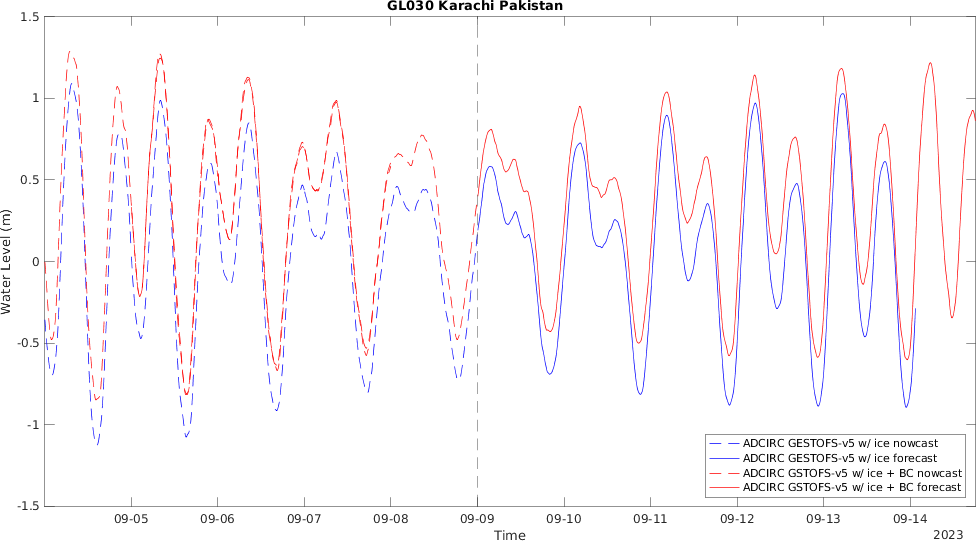 GL030 Karachi Pakistan
1.5
1
0.5
0
-0.5
-1
-1.5
Water Level (m)
09-05 09-06 09-07 09-08 09-09 09-10 09-11 09-12 09-13 09-14
Time
2023
ADCIRC GESTOFS-v5 w/ ice nowcast
ADCIRC GESTOFS-v5 w/ ice forecast
ADCIRC GSTOFS-v5 w/ ice + BC nowcast
ADCIRC GSTOFS-v5 w/ ice + BC forecast